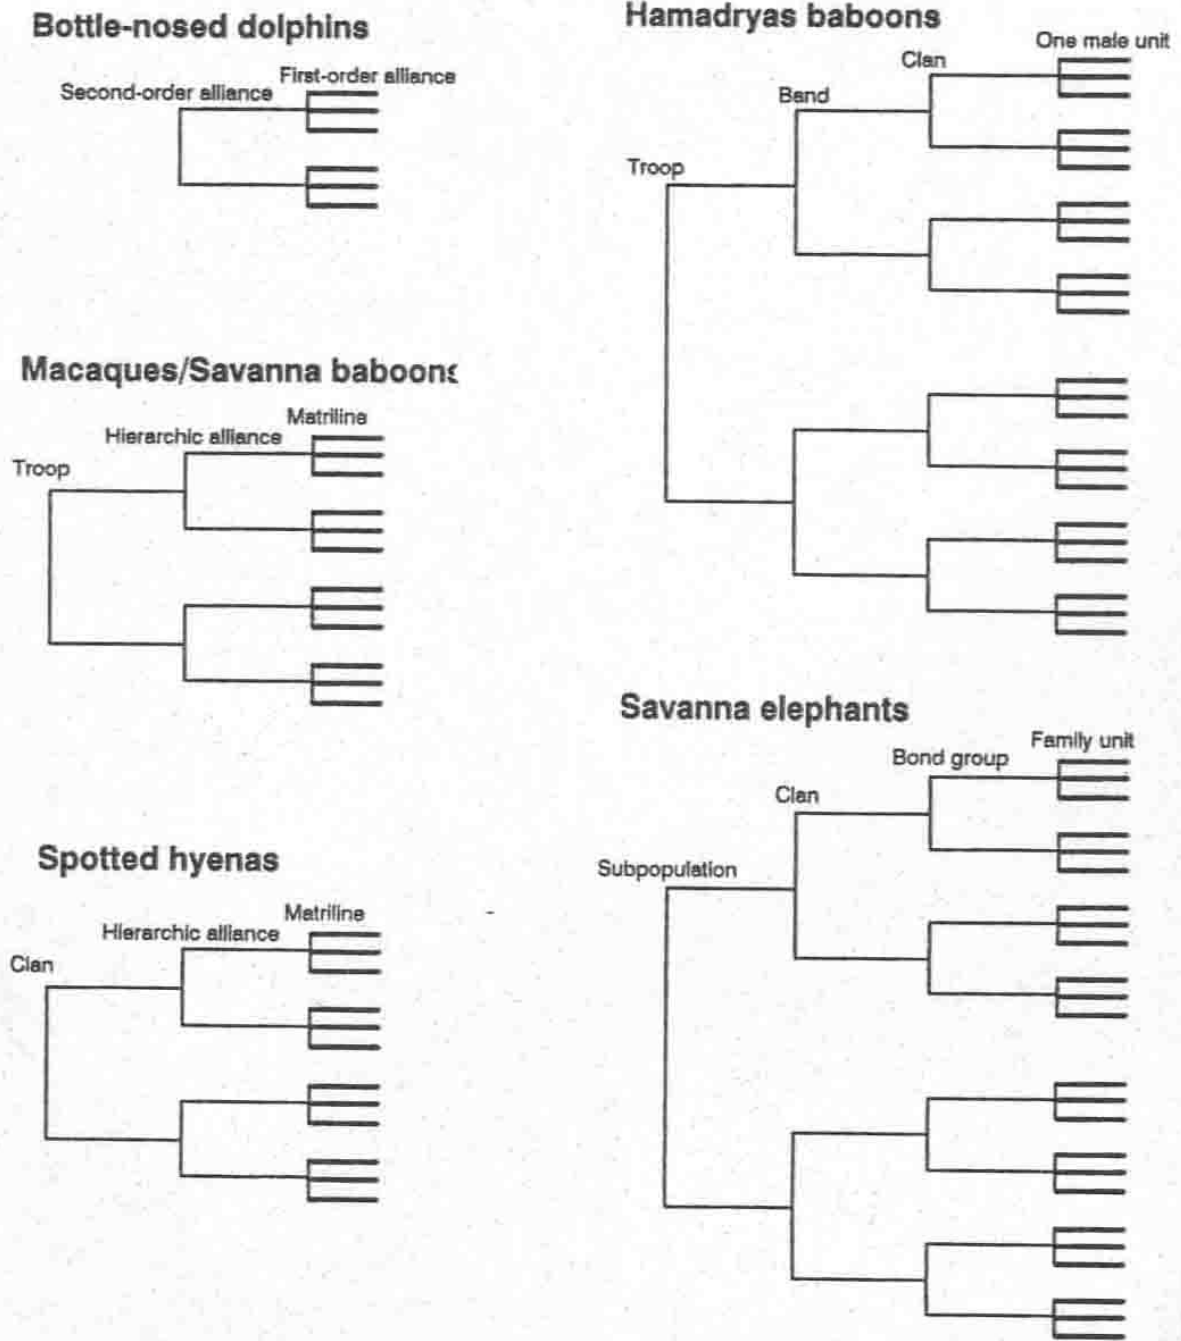 Bottle-nosed dolphins
First-order alliance
Second-order alliance
Macaques/Savanna baboons
Matriline
Hierarchic alliance
Troop
Spotted hyenas
Matriline
Hierarchic alliance
Clan
Hamadryas baboons
One male unit
Clan
Band
Troop
Savanna elephants
Family unit
Bond group
Clan
Subpopulation